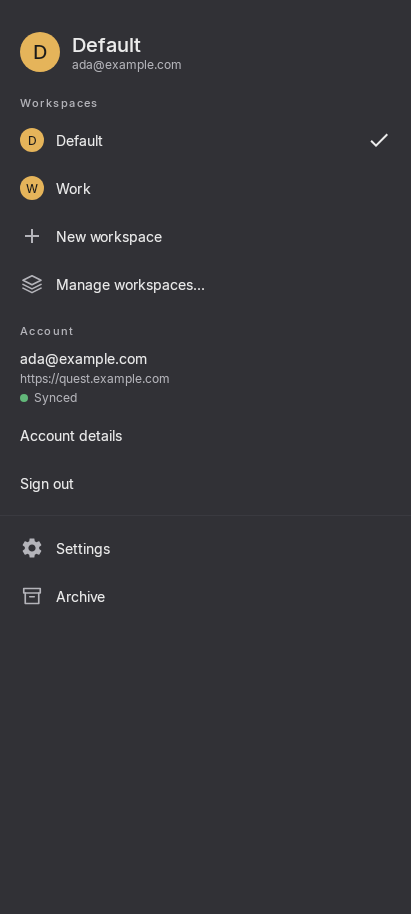 D
Default
ada@example.com
Workspaces
D Default
W Work
New workspace
Manage workspaces...
Account
ada@example.com
https://quest.example.com
Synced
Account details
Sign out
Settings
Archive